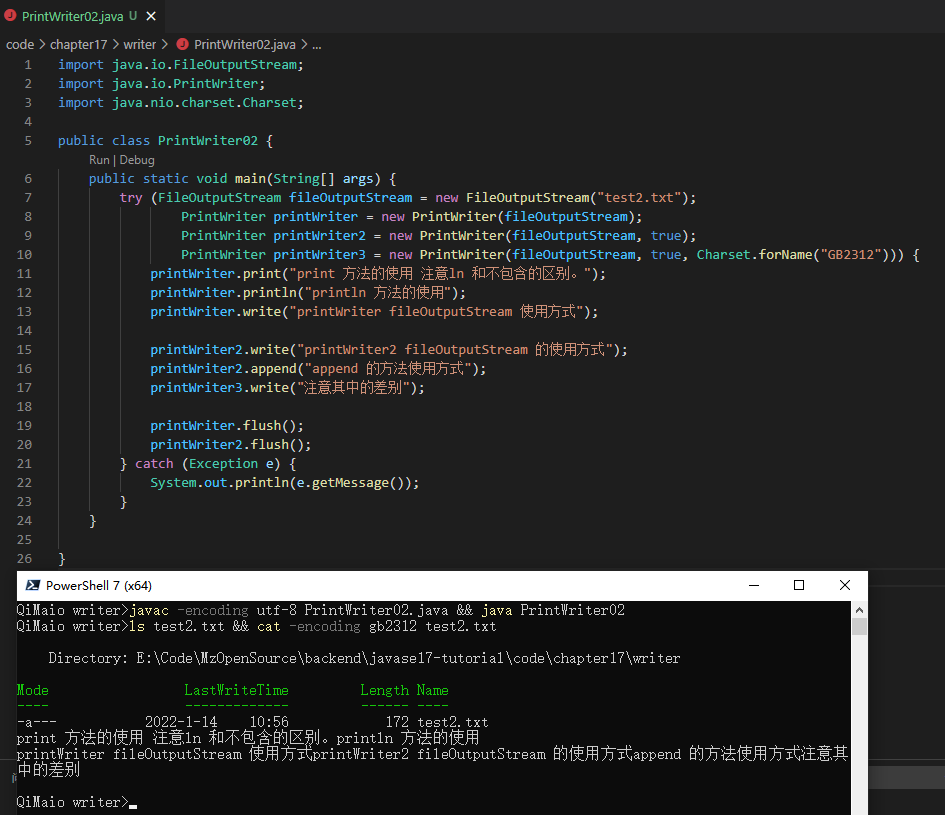 PrintWriter02.java U ×
code > chapter17 > writer > PrintWriter02.java > ...
1 import java.io.FileOutputStream;
2 import java.io.PrintWriter;
3 import java.nio.charset.Charset;
4
5 public class PrintWriter02 {
Run | Debug
6 public static void main(String[] args) {
7 try (FileOutputStream fileOutputStream = new FileOutputStream("test2.txt");
8 PrintWriter printWriter = new PrintWriter(fileOutputStream);
9 PrintWriter printWriter2 = new PrintWriter(fileOutputStream, true);
10 PrintWriter printWriter3 = new PrintWriter(fileOutputStream, true, Charset.forName("GB2312"))) {
11 printWriter.print("print 方法的使用 注意ln 和不包含的区别。");
12 printWriter.println("println 方法的使用");
13 printWriter.write("printWriter fileOutputStream 使用方式");
14
15 printWriter2.write("printWriter2 fileOutputStream 的使用方式");
16 printWriter2.append("append 的方法使用方式");
17 printWriter3.write("注意其中的差别");
18
19 printWriter.flush();
20 printWriter2.flush();
21 } catch (Exception e) {
22 System.out.println(e.getMessage());
23 }
24 }
25
26 }
PowerShell 7 (x64)
QiMaio writer>javac -encoding utf-8 PrintWriter02.java && java PrintWriter02
QiMaio writer>ls test2.txt && cat -encoding gb2312 test2.txt
Directory: E:\Code\MzOpenSource\backend\javase17-tutorial\code\chapter17\writer
Mode LastWriteTime Length Name
---- ------------- ------ ----
-a--- 2022-1-14 10:56 172 test2.txt
print 方法的使用 注意ln 和不包含的区别。println 方法的使用
printWriter fileOutputStream 使用方式printWriter2 fileOutputStream 的使用方式append 的方法使用方式注意其
中的差别
QiMaio writer>